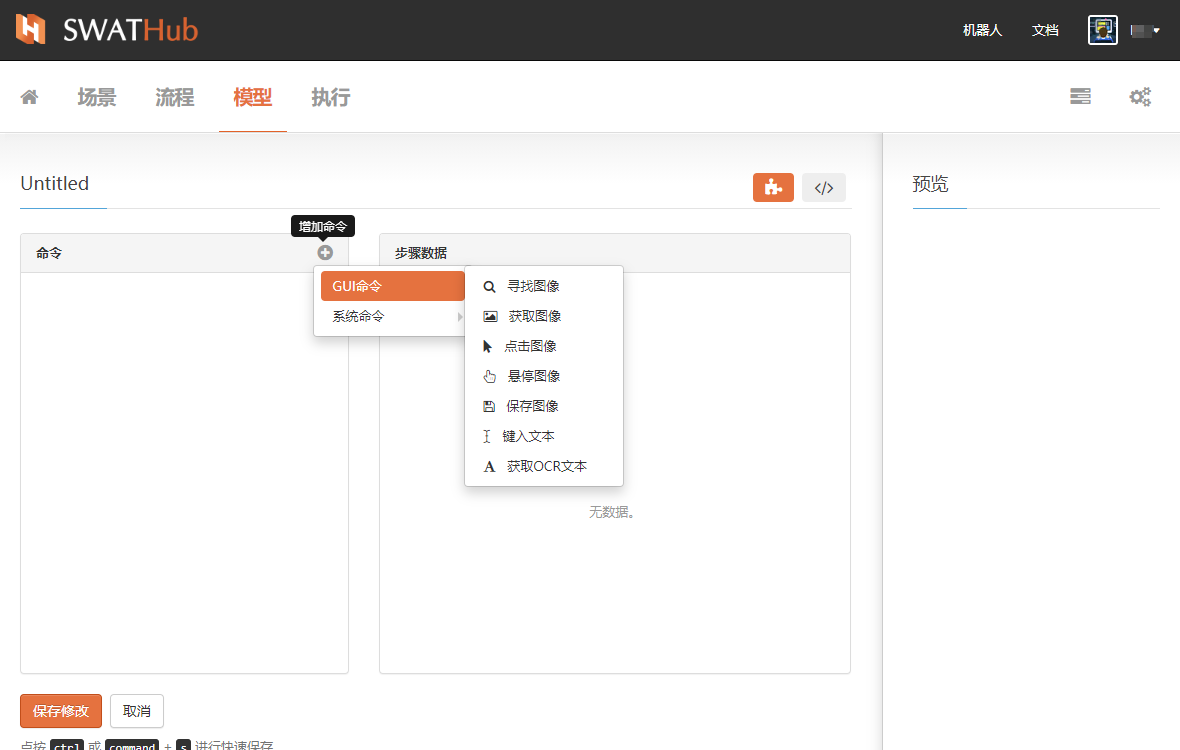 SWATHub
机器人 文档
场景 流程 模型 执行
Untitled
预览
增加命令
命令
步骤数据
GUI命令
系统命令
寻找图像
获取图像
点击图像
悬停图像
保存图像
键入文本
获取OCR文本
无数据。
保存修改 取消
点按 ctrl 或 command + s 进行快速保存